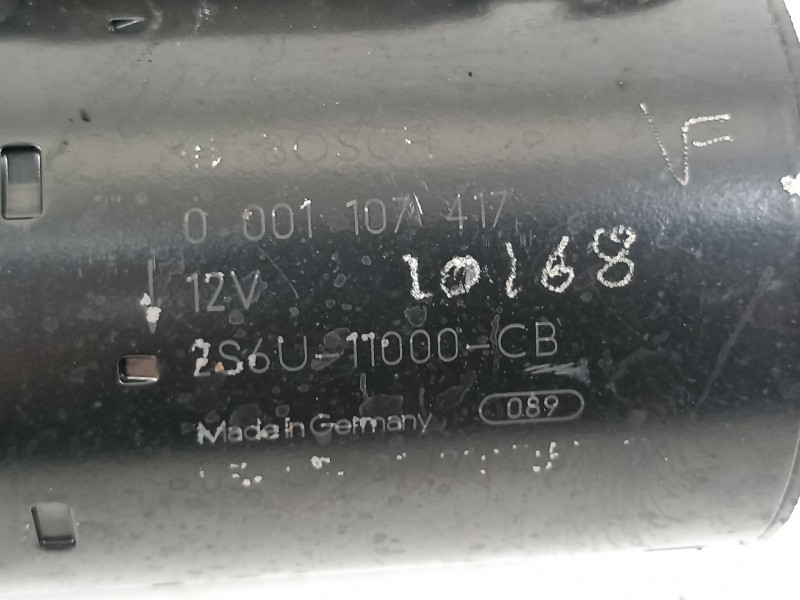 VF
BOSCH
0 001 107 417
10168
12V
2S6U-11000-CB
Made in Germany 089